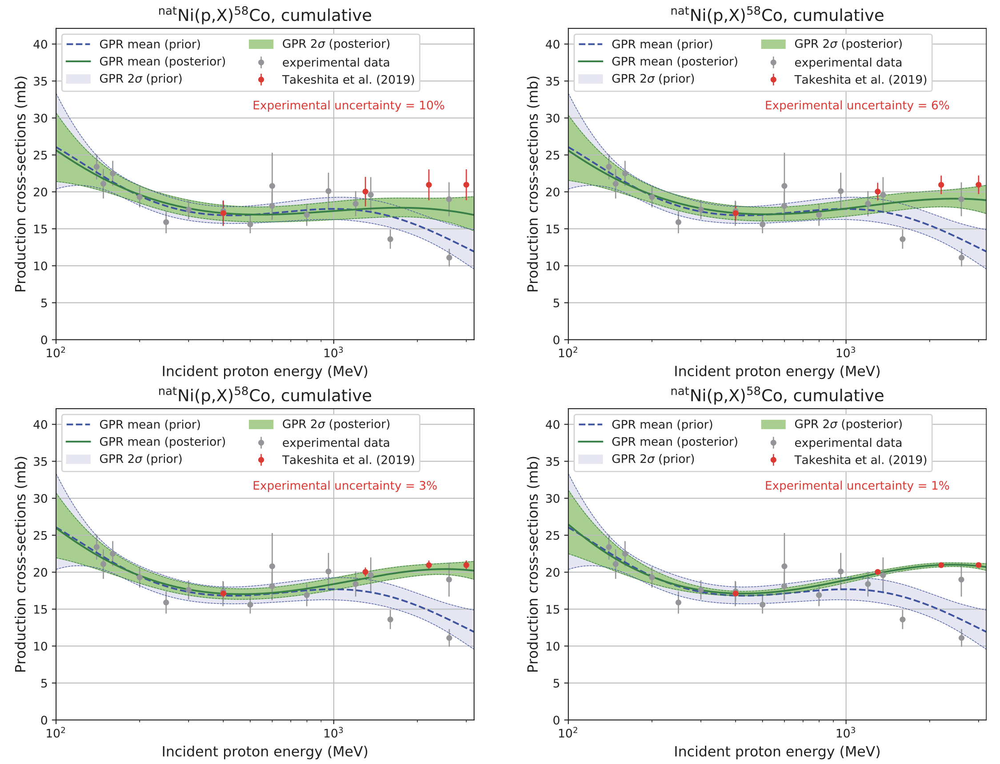 natNi(p,X)58Co, cumulative
GPR mean (prior)
GPR mean (posterior)
GPR 2σ (prior)
GPR 2σ (posterior)
experimental data
Takeshita et al. (2019)
Experimental uncertainty = 10%
Production cross-sections (mb)
40
35
30
25
20
15
10
5
0
10²
10³
Incident proton energy (MeV)
natNi(p,X)58Co, cumulative
GPR mean (prior)
GPR mean (posterior)
GPR 2σ (prior)
GPR 2σ (posterior)
experimental data
Takeshita et al. (2019)
Experimental uncertainty = 6%
Production cross-sections (mb)
40
35
30
25
20
15
10
5
0
10²
10³
Incident proton energy (MeV)
natNi(p,X)58Co, cumulative
GPR mean (prior)
GPR mean (posterior)
GPR 2σ (prior)
GPR 2σ (posterior)
experimental data
Takeshita et al. (2019)
Experimental uncertainty = 3%
Production cross-sections (mb)
40
35
30
25
20
15
10
5
0
10²
10³
Incident proton energy (MeV)
natNi(p,X)58Co, cumulative
GPR mean (prior)
GPR mean (posterior)
GPR 2σ (prior)
GPR 2σ (posterior)
experimental data
Takeshita et al. (2019)
Experimental uncertainty = 1%
Production cross-sections (mb)
40
35
30
25
20
15
10
5
0
10²
10³
Incident proton energy (MeV)